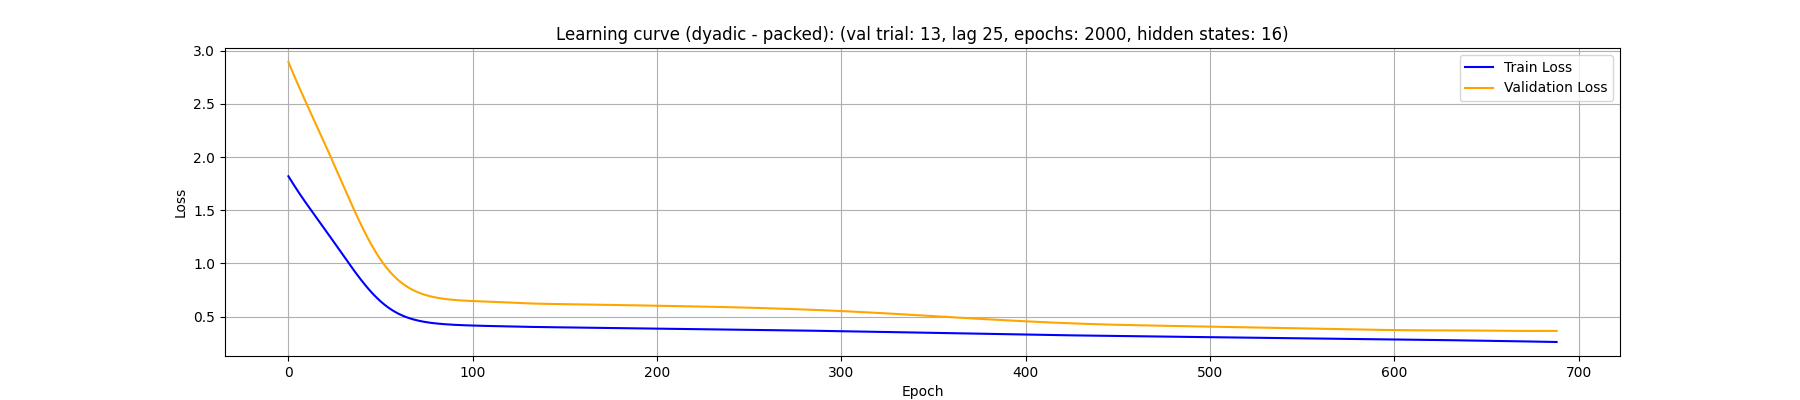 Learning curve (dyadic - packed): (val trial: 13, lag 25, epochs: 2000, hidden states: 16)
3.0
2.5
2.0
1.5
1.0
0.5
Loss
Train Loss
Validation Loss
0 100 200 300 400 500 600 700
Epoch